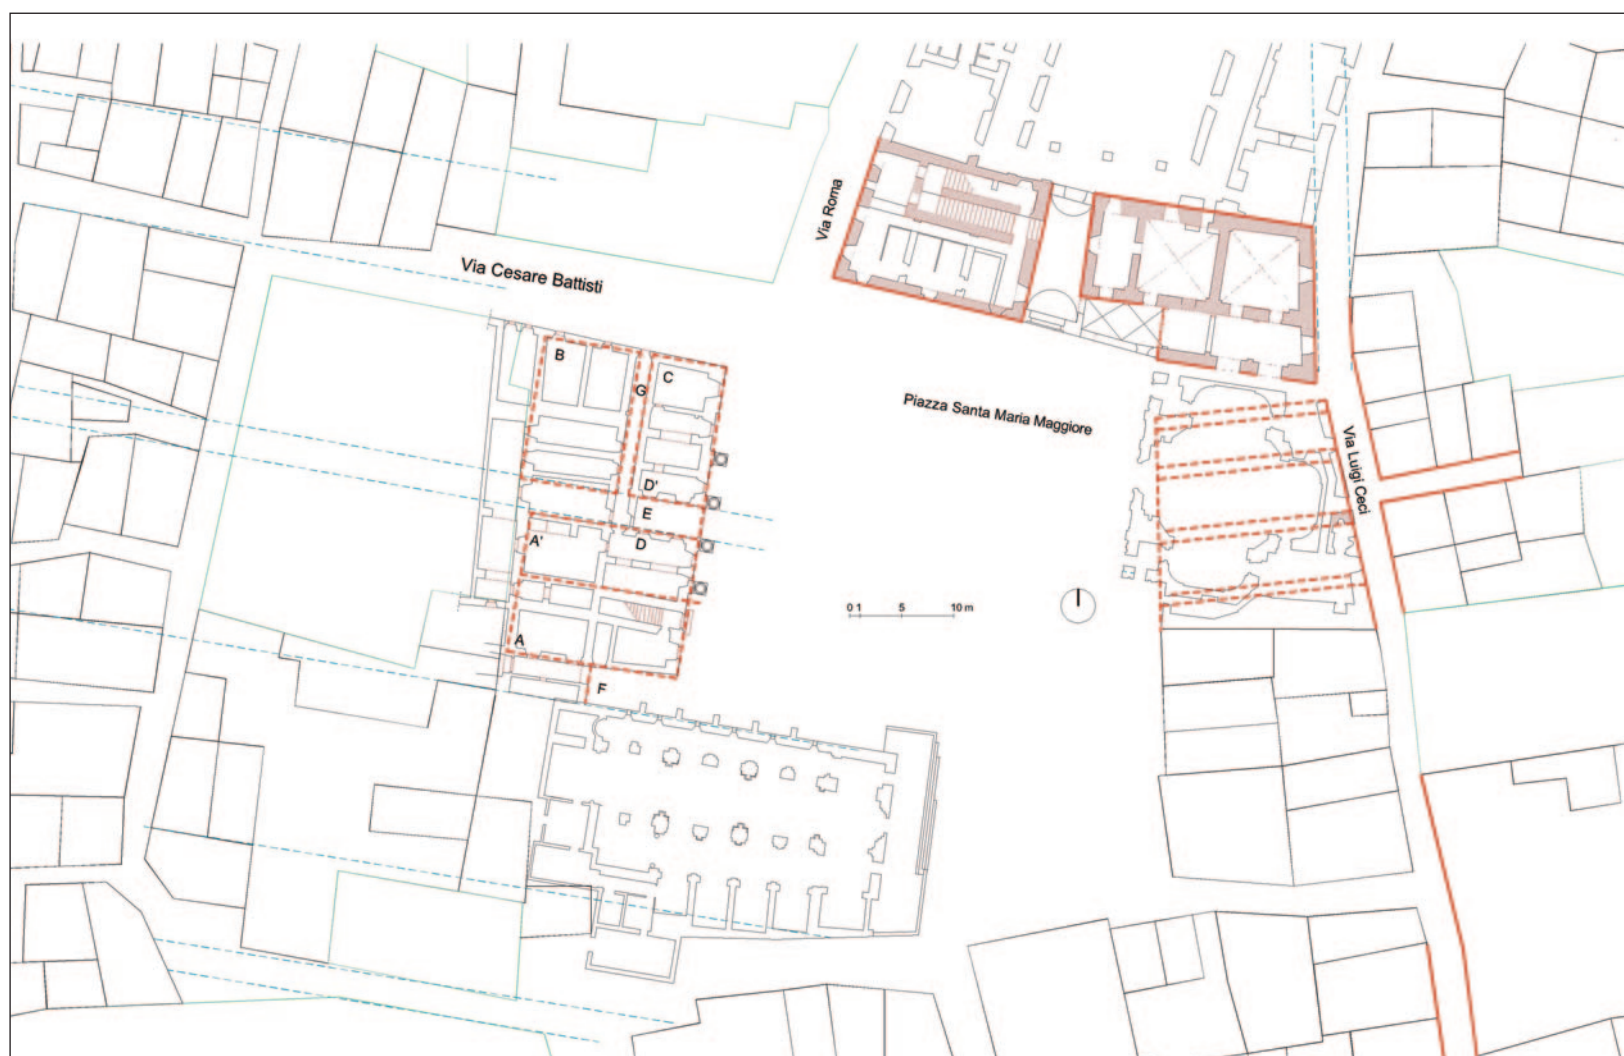 Via Roma
Via Cesare Battisti
B
C
G
Piazza Santa Maria Maggiore
Via Luigi Ceci
D'
E
A'
D
0 1 5 10 m
A
F